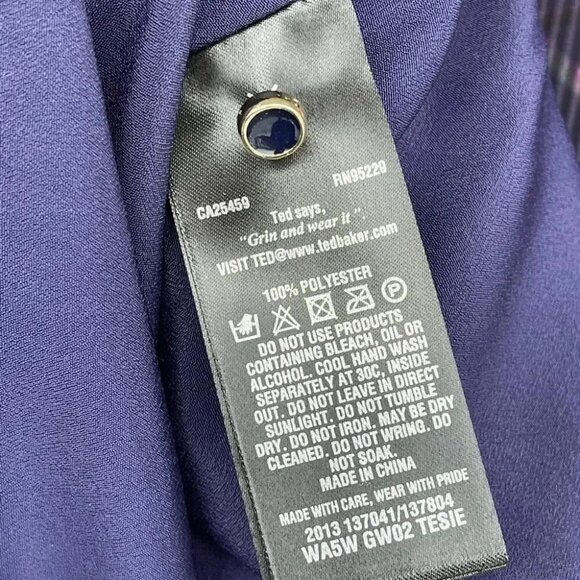 CA25459 RN95229
Ted says,
"Grin and wear it".
VISIT TED@www.tedbaker.com
100% POLYESTER
P
DO NOT USE PRODUCTS
CONTAINING BLEACH, OIL OR
ALCOHOL. COOL HAND WASH
SEPARATELY AT 30C, INSIDE
OUT. DO NOT LEAVE IN DIRECT
SUNLIGHT. DO NOT TUMBLE
DRY. DO NOT IRON. MAY BE DRY
CLEANED. DO NOT WRING. DO
NOT SOAK.
MADE IN CHINA
MADE WITH CARE, WEAR WITH PRIDE
2013 137041/137804
WA5W GW02 TESIE